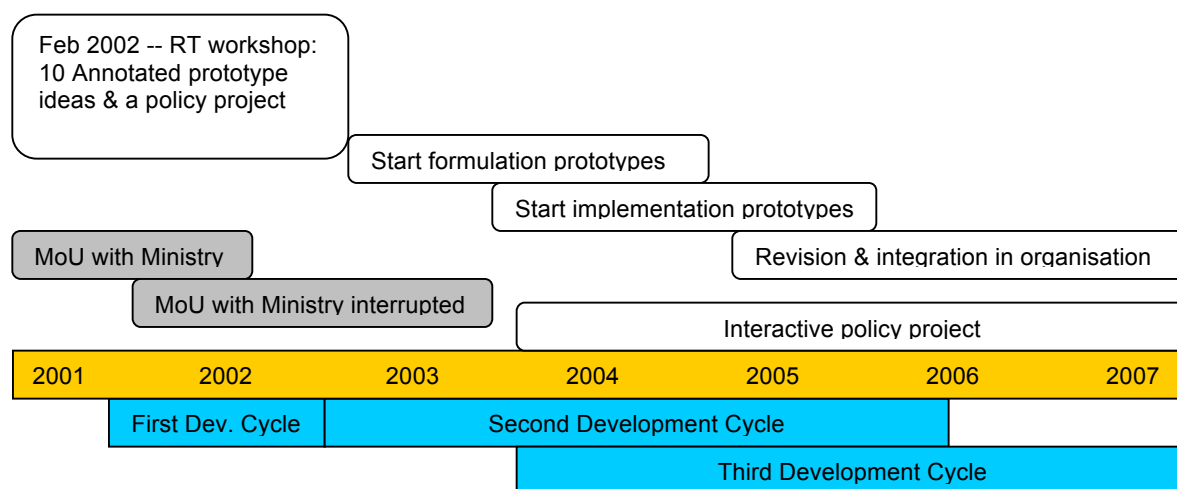 Feb 2002 -- RT workshop:
10 Annotated prototype
ideas & a policy project
Start formulation prototypes
Start implementation prototypes
MoU with Ministry
Revision & integration in organisation
MoU with Ministry interrupted
Interactive policy project
2001 2002 2003 2004 2005 2006 2007
First Dev. Cycle
Second Development Cycle
Third Development Cycle